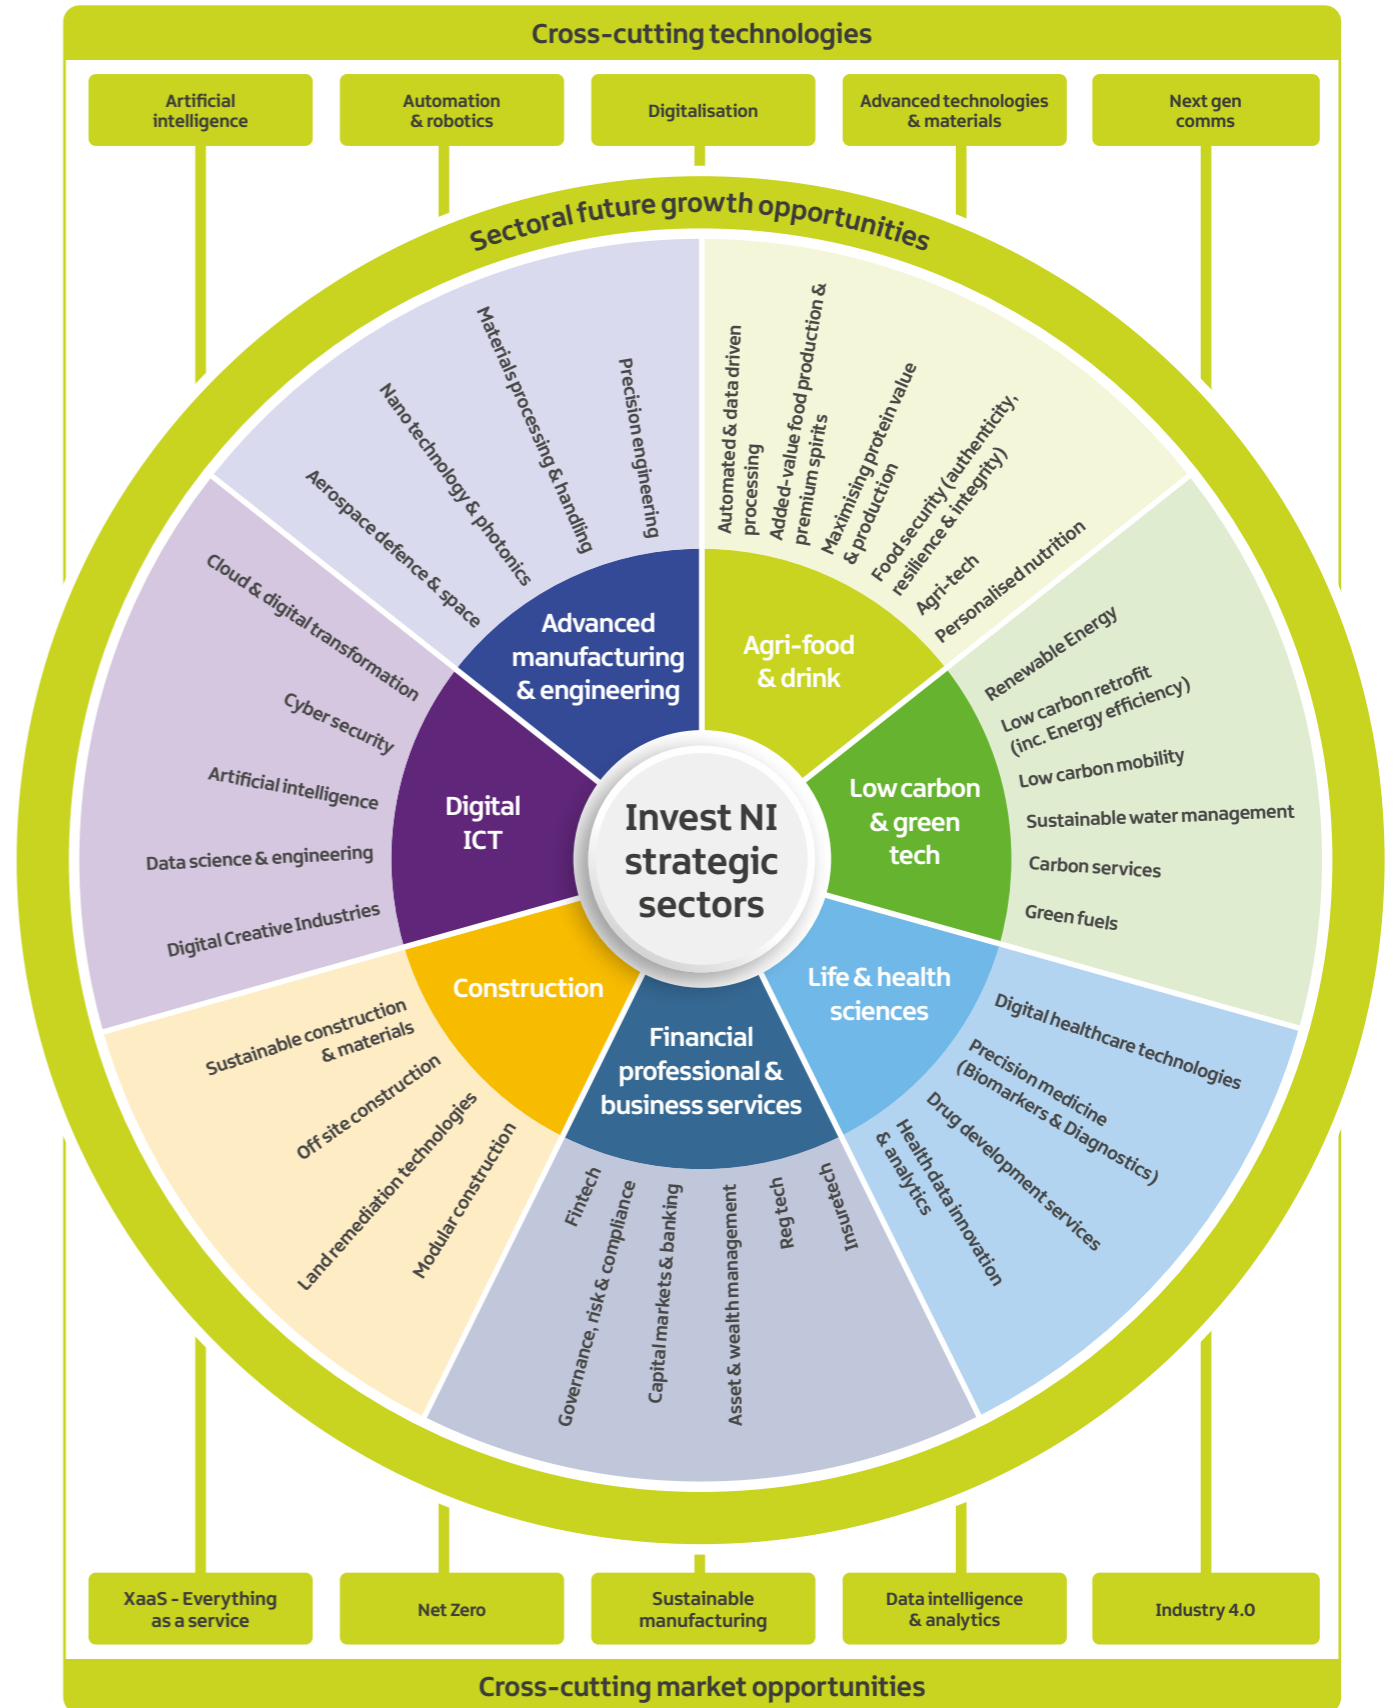 Cross-cutting technologies
Artificial
intelligence
Automation
& robotics
Digitalisation
Advanced technologies
& materials
Next gen
comms
Sectoral future growth opportunities
Invest NI
strategic
sectors
Advanced
manufacturing
& engineering
Aerospace defence & space
Nano technology & photonics
Materials processing & handling
Precision engineering
Agri-food
& drink
Automated & data driven
processing
Added-value food production &
premium spirits
Maximising protein value
& production
Food security (authenticity,
resilience & integrity)
Agri-tech
Personalised nutrition
Low carbon
& green
tech
Renewable Energy
Low carbon retrofit
(inc. Energy efficiency)
Low carbon mobility
Sustainable water management
Carbon services
Green fuels
Life & health
sciences
Digital healthcare technologies
Precision medicine
(Biomarkers & Diagnostics)
Drug development services
Health data innovation
& analytics
Financial
professional &
business services
Fintech
Governance, risk & compliance
Capital markets & banking
Asset & wealth management
Reg tech
Insuretech
Construction
Sustainable construction
& materials
Off site construction
Land remediation technologies
Modular construction
Digital
ICT
Cloud & digital transformation
Cyber security
Artificial intelligence
Data science & engineering
Digital Creative Industries
XaaS - Everything
as a service
Net Zero
Sustainable
manufacturing
Data intelligence
& analytics
Industry 4.0
Cross-cutting market opportunities